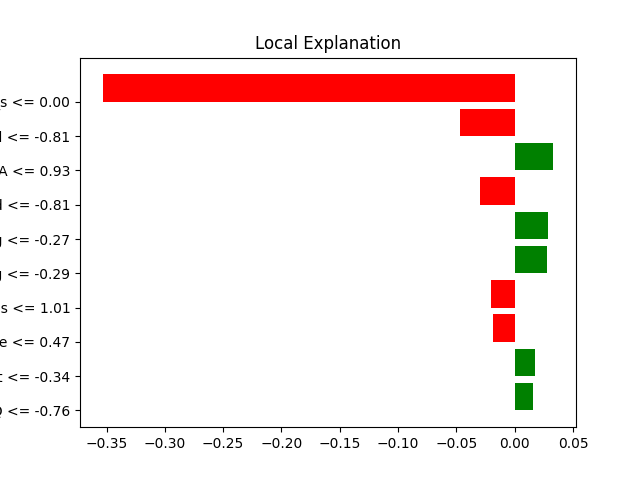 Local Explanation
s <= 0.00
<= -0.81
A <= 0.93
<= -0.81
<= -0.27
<= -0.29
s <= 1.01
e <= 0.47
<= -0.34
<= -0.76
−0.35 −0.30 −0.25 −0.20 −0.15 −0.10 −0.05 0.00 0.05